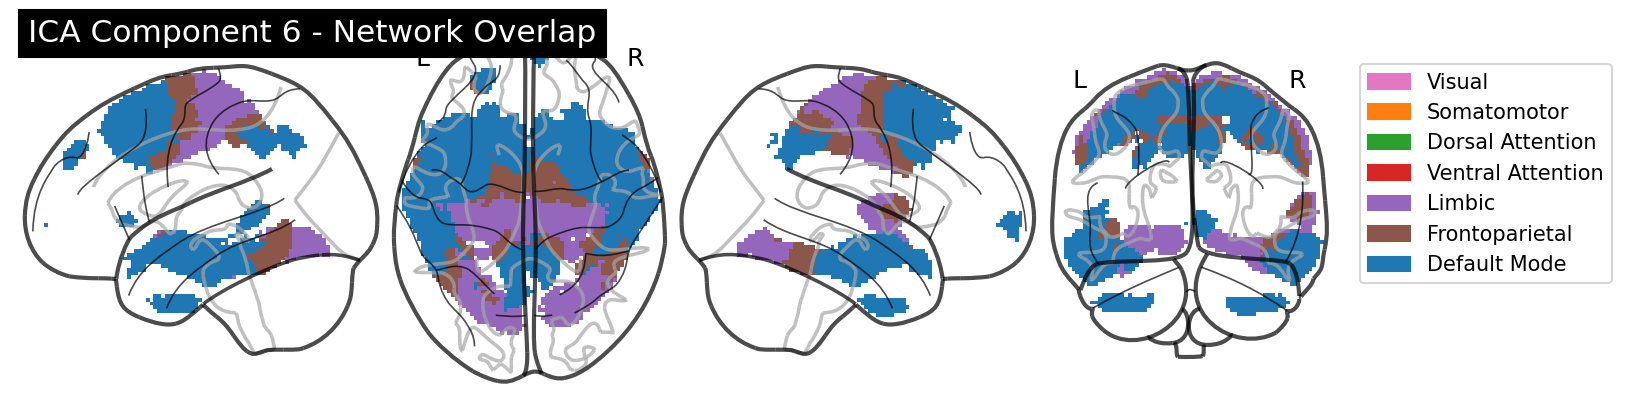 ICA Component 6 - Network Overlap
L
R
L
R
Visual
Somatomotor
Dorsal Attention
Ventral Attention
Limbic
Frontoparietal
Default Mode